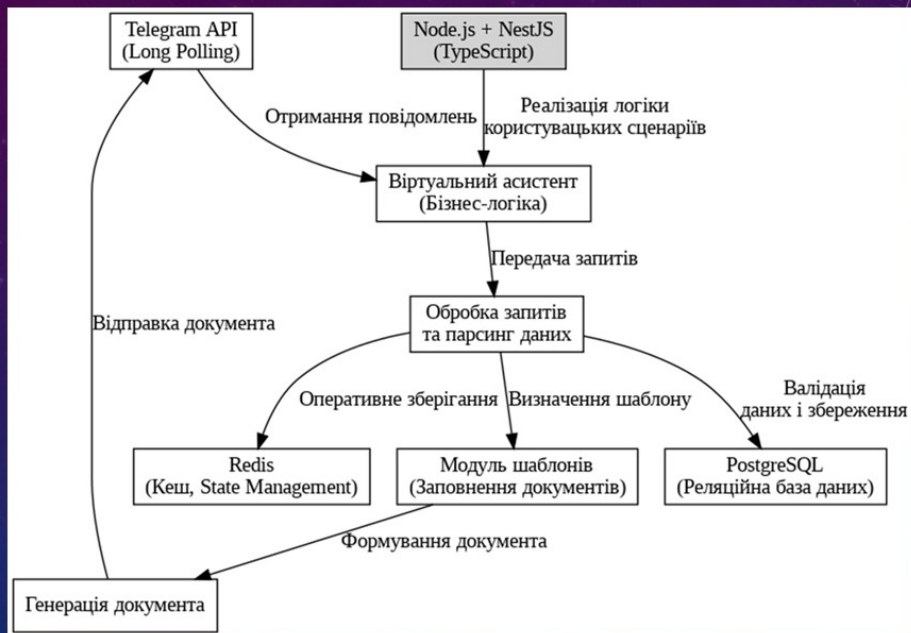 Telegram API
(Long Polling)
Node.js + NestJS
(TypeScript)
Отримання повідомлень
Реалізація логіки
користувацьких сценаріїв
Віртуальний асистент
(Бізнес-логіка)
Передача запитів
Обробка запитів
та парсинг даних
Відправка документа
Оперативне зберігання
Визначення шаблону
Валідація
даних і збереження
Redis
(Кеш, State Management)
Модуль шаблонів
(Заповнення документів)
PostgreSQL
(Реляційна база даних)
Формування документа
Генерація документа